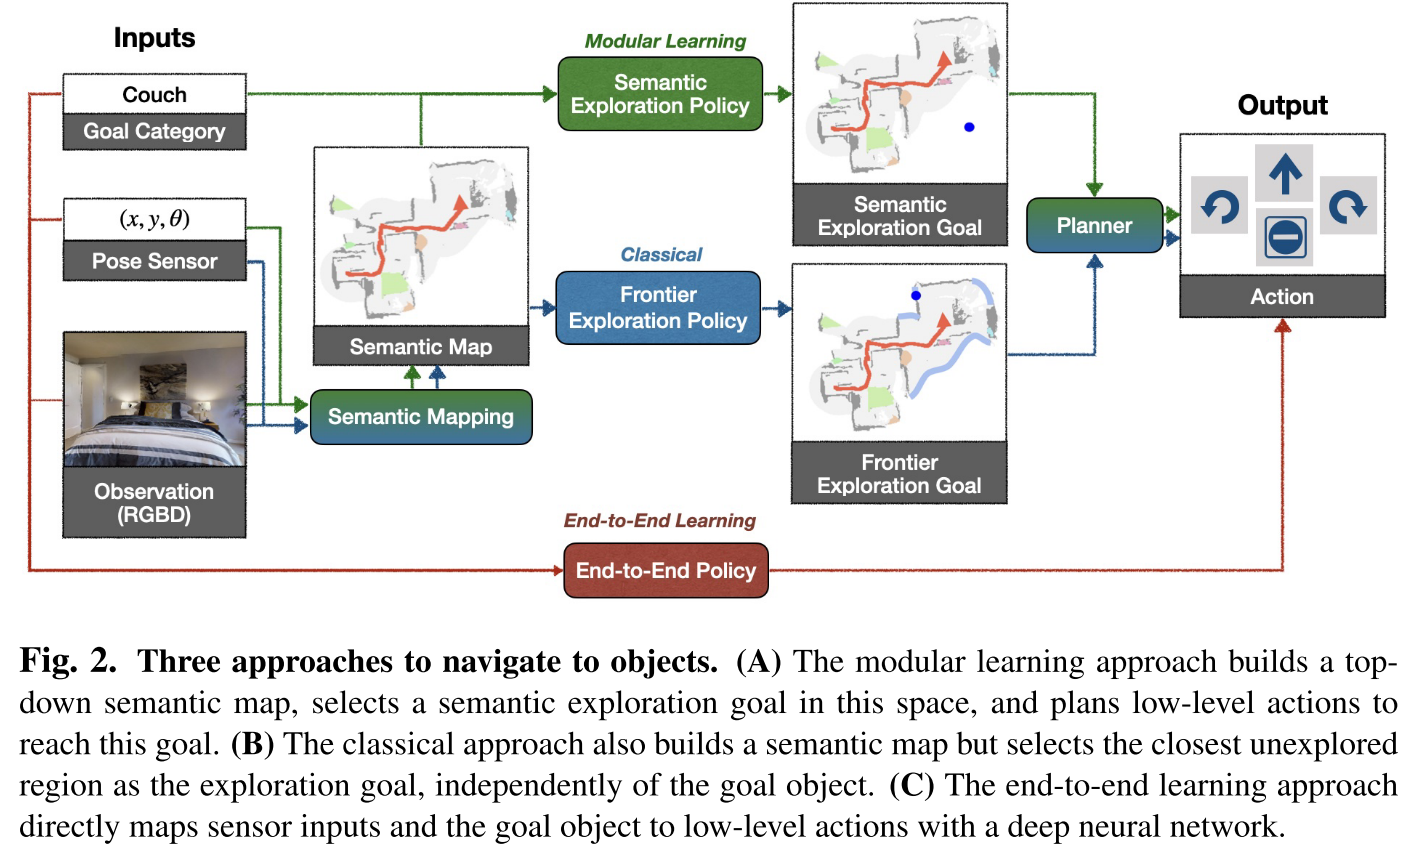 Inputs
Couch
Goal Category
(x, y, θ)
Pose Sensor
Observation
(RGBD)
Semantic Map
Semantic Mapping
Modular Learning
Semantic
Exploration Policy
Classical
Frontier
Exploration Policy
End-to-End Learning
End-to-End Policy
Semantic
Exploration Goal
Frontier
Exploration Goal
Planner
Output
Action
Fig. 2. Three approaches to navigate to objects. (A) The modular learning approach builds a top-
down semantic map, selects a semantic exploration goal in this space, and plans low-level actions to
reach this goal. (B) The classical approach also builds a semantic map but selects the closest unexplored
region as the exploration goal, independently of the goal object. (C) The end-to-end learning approach
directly maps sensor inputs and the goal object to low-level actions with a deep neural network.